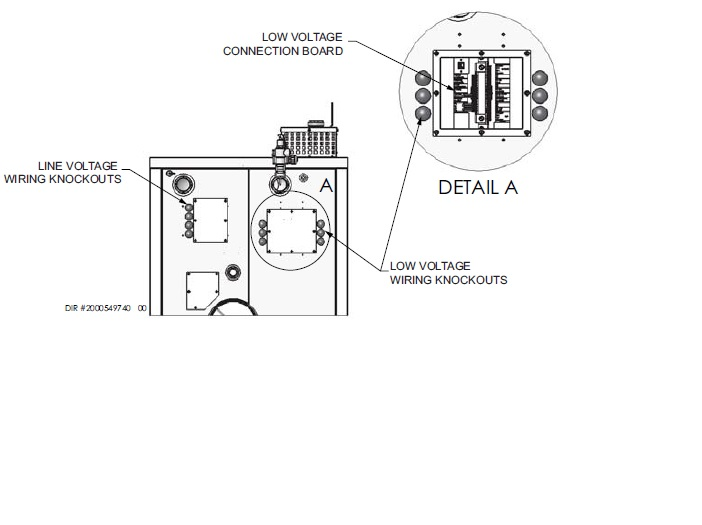 LOW VOLTAGE
CONNECTION BOARD
LINE VOLTAGE
WIRING KNOCKOUTS
A
DETAIL A
LOW VOLTAGE
WIRING KNOCKOUTS
DIR #2000549740 00